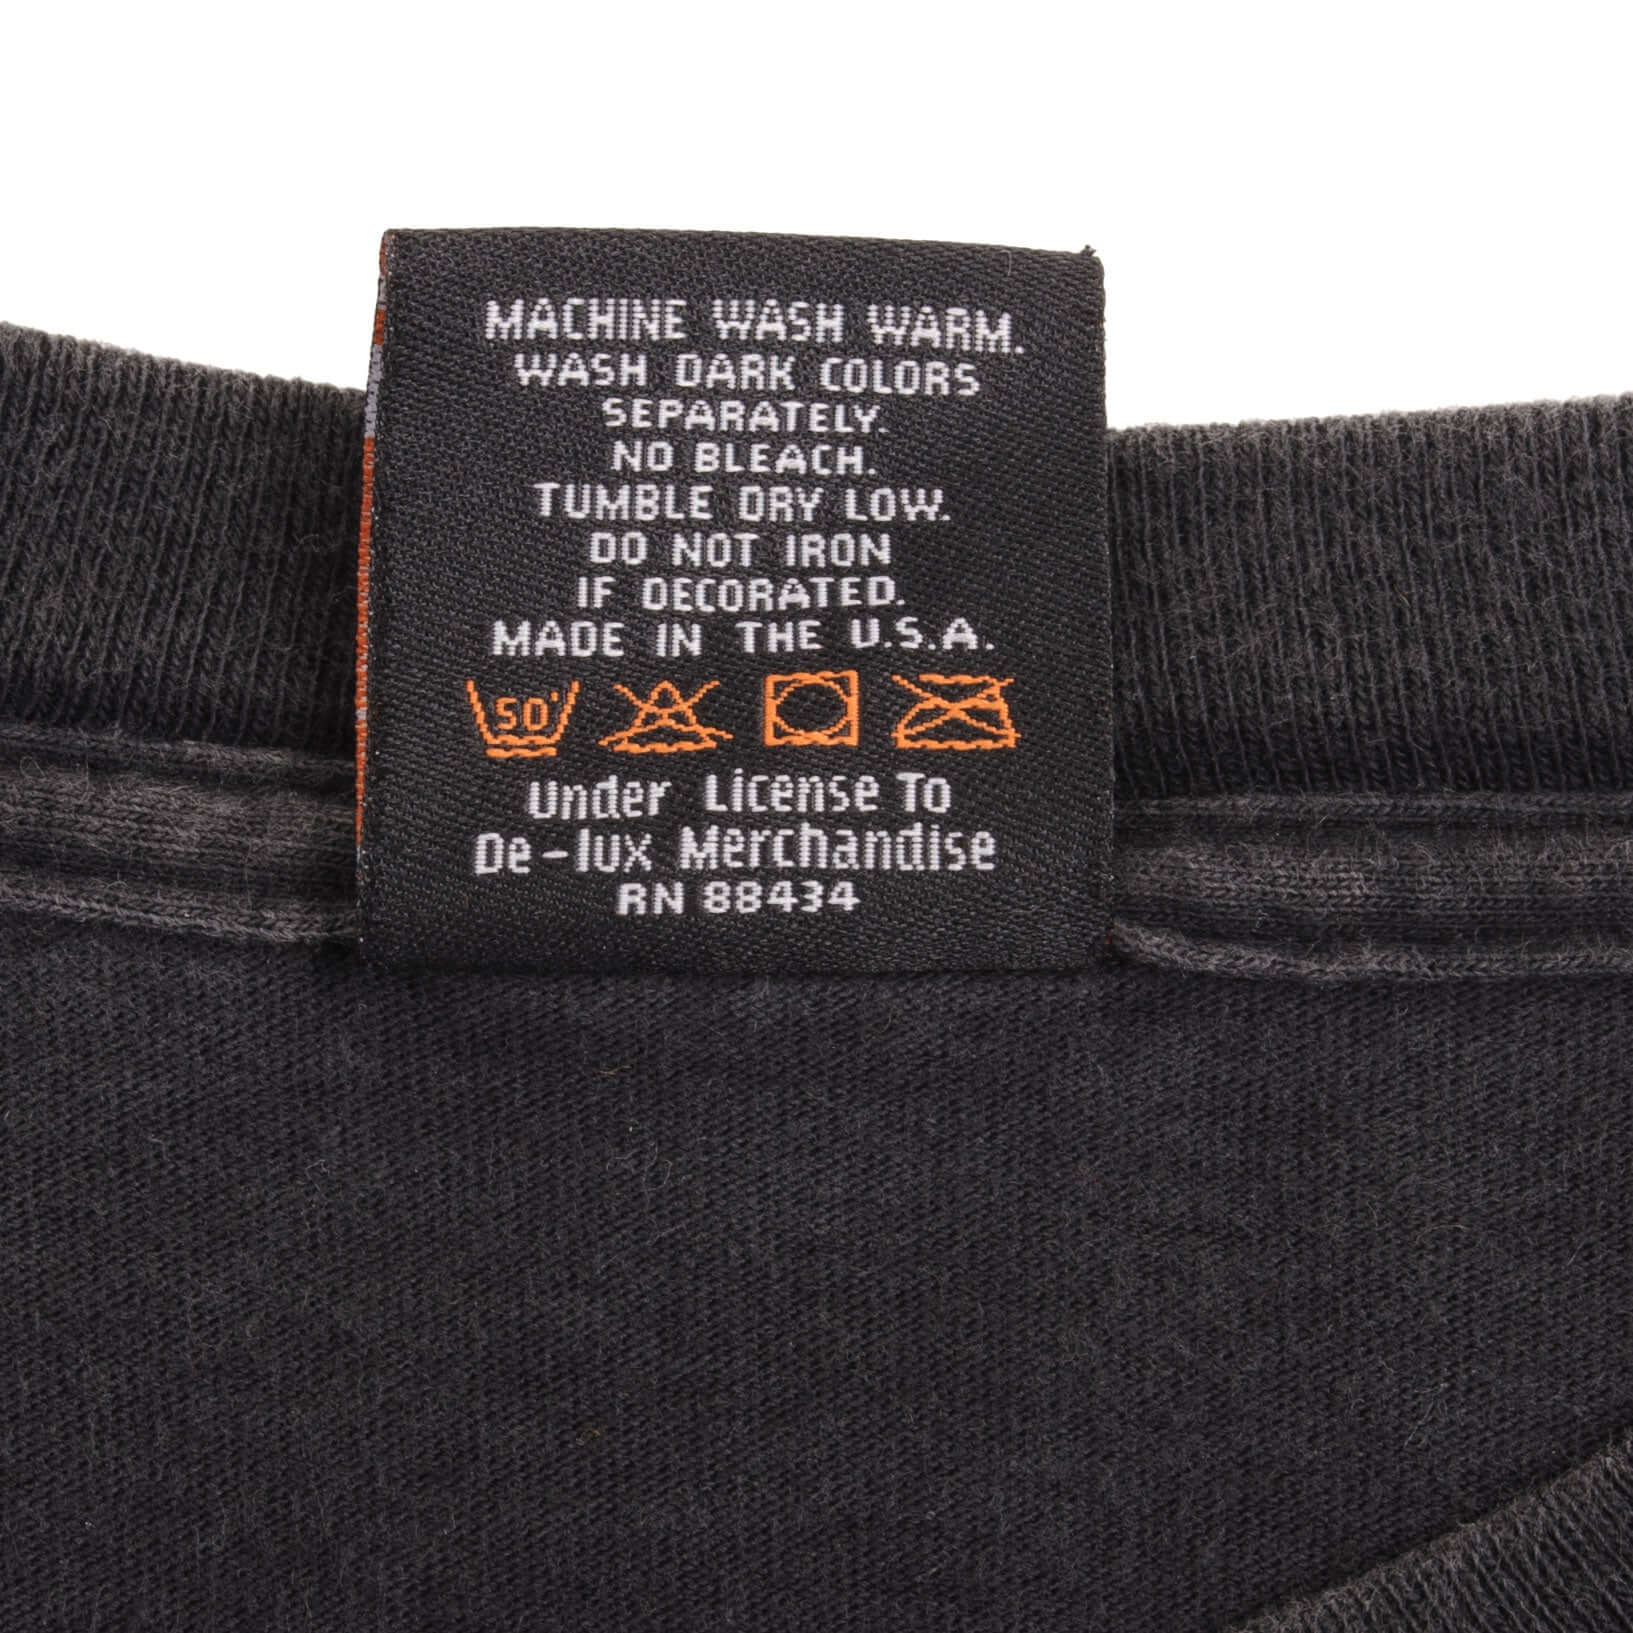 MACHINE WASH WARM.
WASH DARK COLORS
SEPARATELY.
NO BLEACH.
TUMBLE DRY LOW.
DO NOT IRON
IF DECORATED.
MADE IN THE U.S.A.
50°
Under License To
De-lux Merchandise
RN 88434